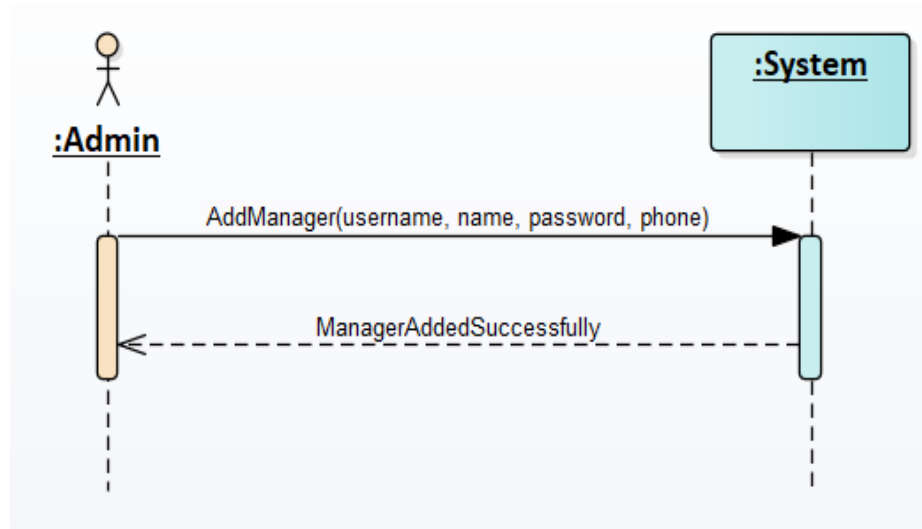 :Admin
:System
AddManager(username, name, password, phone)
ManagerAddedSuccessfully